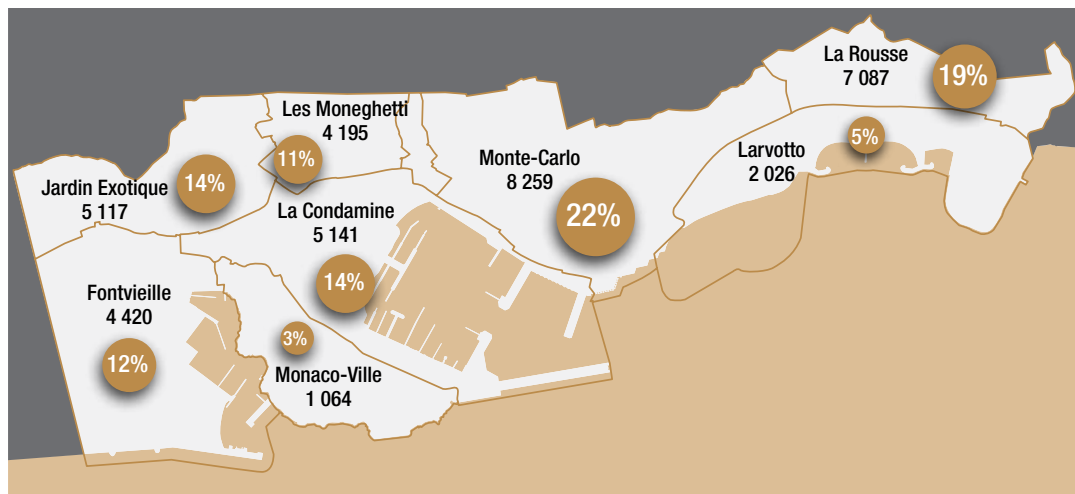 La Rousse
7 087
19%
Les Moneghetti
4 195
11%
Monte-Carlo
8 259
22%
Larvotto
2 026
5%
Jardin Exotique
5 117
14%
La Condamine
5 141
14%
Fontvieille
4 420
12%
3%
Monaco-Ville
1 064